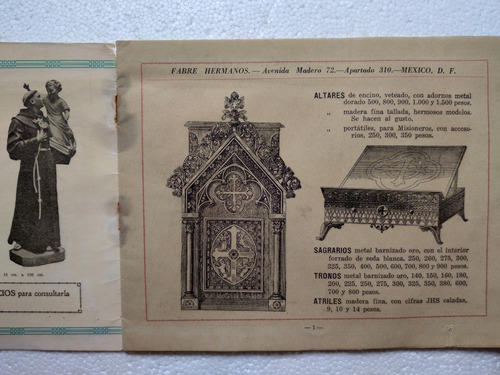 11 cm. a 120 cm.
CIOS para consultarla
FABRE HERMANOS.—Avenida Madero 72.—Apartado 310.—MEXICO, D. F.
ALTARES de encino, veteado, con adornos metal
dorado 500, 800, 900, 1.000 y 1.500 pesos.
„ madera fina tallada, hermosos modelos.
Se hacen al gusto.
„ portátiles, para Misioneros, con acceso-
rios, 250, 300, 350 pesos.
SAGRARIOS metal barnizado oro, con el interior
forrado de seda blanca, 250, 260, 275, 300,
325, 350, 400, 500, 600, 700, 800 y 900 pesos.
TRONOS metal barnizado oro, 140, 150, 160, 180,
200, 225, 250, 275, 300, 325, 350, 380, 600,
700 y 800 pesos.
ATRILES madera fina, con cifras JHS caladas,
9, 10 y 14 pesos.
— 1 —